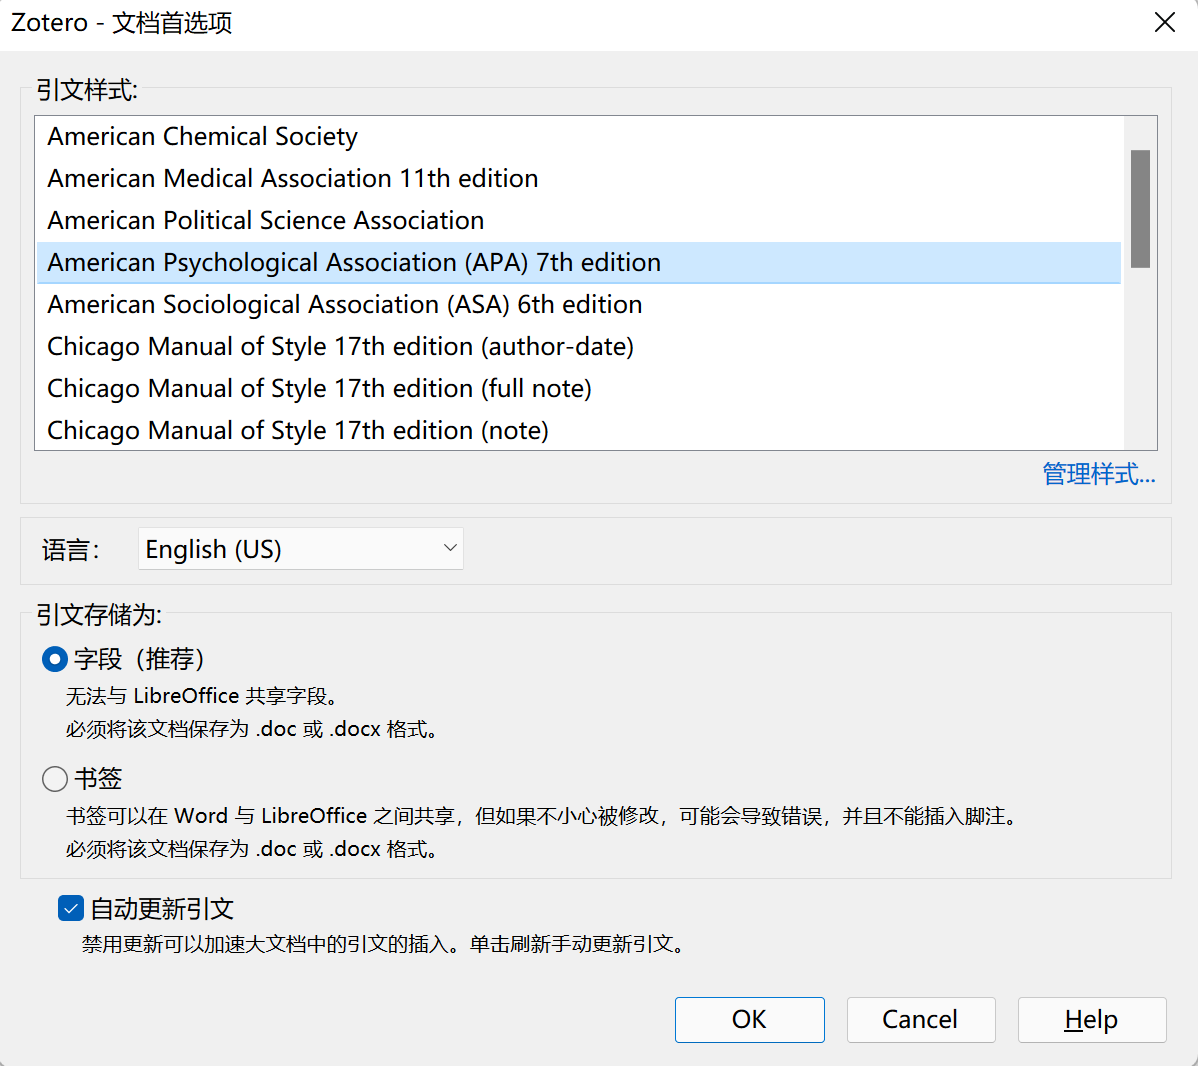 Zotero - 文档首选项
引文样式:
American Chemical Society
American Medical Association 11th edition
American Political Science Association
American Psychological Association (APA) 7th edition
American Sociological Association (ASA) 6th edition
Chicago Manual of Style 17th edition (author-date)
Chicago Manual of Style 17th edition (full note)
Chicago Manual of Style 17th edition (note)
管理样式...
语言： English (US)
引文存储为:
字段（推荐）
无法与 LibreOffice 共享字段。
必须将该文档保存为 .doc 或 .docx 格式。
书签
书签可以在 Word 与 LibreOffice 之间共享，但如果不小心被修改，可能会导致错误，并且不能插入脚注。
必须将该文档保存为 .doc 或 .docx 格式。
自动更新引文
禁用更新可以加速大文档中的引文的插入。单击刷新手动更新引文。
OK Cancel Help